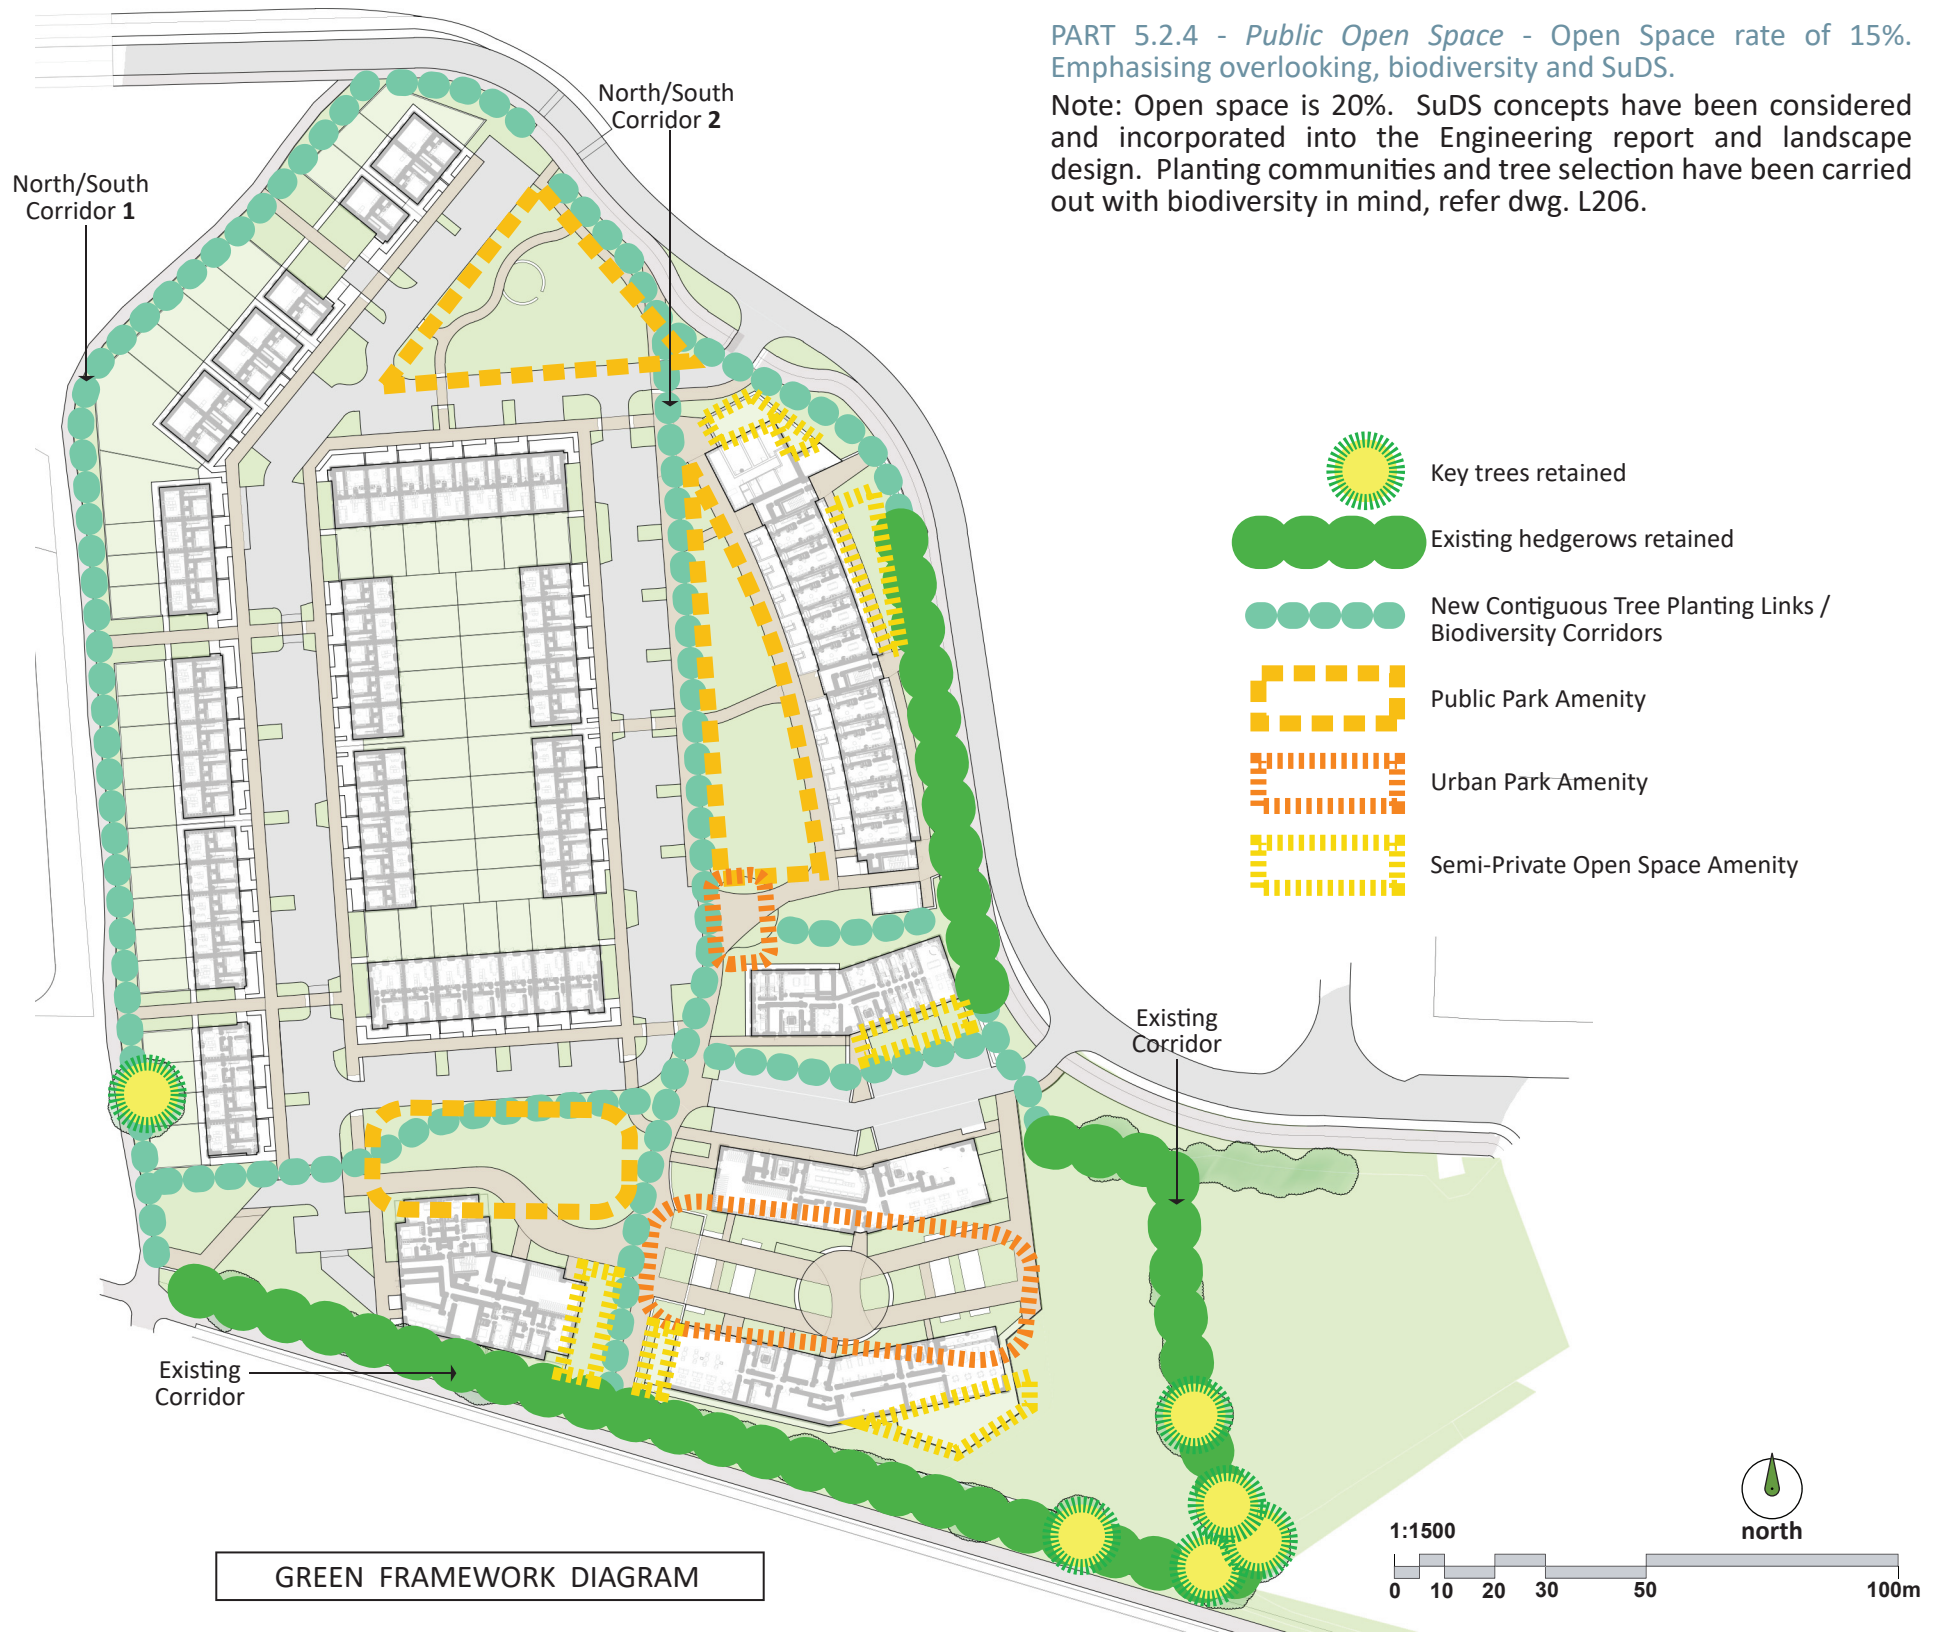 PART 5.2.4 - Public Open Space - Open Space rate of 15%.
Emphasising overlooking, biodiversity and SuDS.
Note: Open space is 20%. SuDS concepts have been considered
and incorporated into the Engineering report and landscape
design. Planting communities and tree selection have been carried
out with biodiversity in mind, refer dwg. L206.
North/South
Corridor 2
North/South
Corridor 1
Key trees retained
Existing hedgerows retained
New Contiguous Tree Planting Links /
Biodiversity Corridors
Public Park Amenity
Urban Park Amenity
Semi-Private Open Space Amenity
Existing
Corridor
Existing
Corridor
GREEN FRAMEWORK DIAGRAM
1:1500
0 10 20 30 50 100m
north